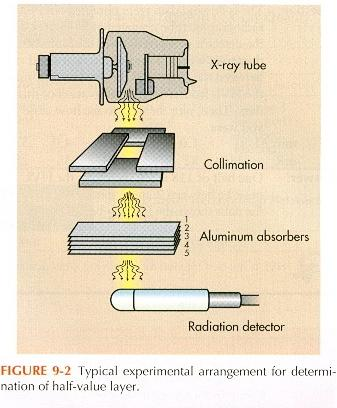 X-ray tube
Collimation
1
2
3
4
5
Aluminum absorbers
Radiation detector
FIGURE 9-2 Typical experimental arrangement for determi-
nation of half-value layer.